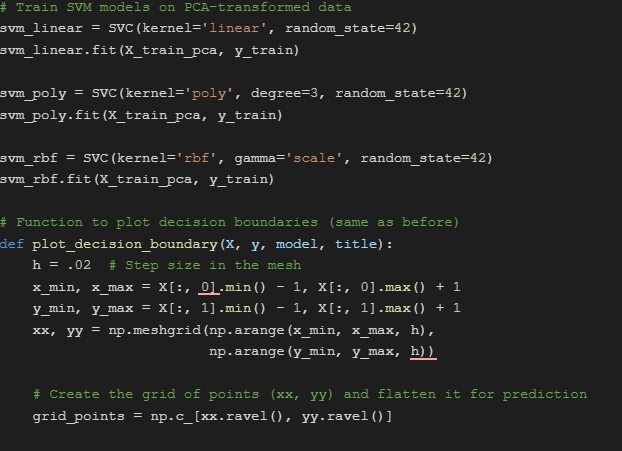 # Train SVM models on PCA-transformed data
svm_linear = SVC(kernel='linear', random_state=42)
svm_linear.fit(X_train_pca, y_train)

svm_poly = SVC(kernel='poly', degree=3, random_state=42)
svm_poly.fit(X_train_pca, y_train)

svm_rbf = SVC(kernel='rbf', gamma='scale', random_state=42)
svm_rbf.fit(X_train_pca, y_train)

# Function to plot decision boundaries (same as before)
def plot_decision_boundary(X, y, model, title):
    h = .02  # Step size in the mesh
    x_min, x_max = X[:, 0].min() - 1, X[:, 0].max() + 1
    y_min, y_max = X[:, 1].min() - 1, X[:, 1].max() + 1
    xx, yy = np.meshgrid(np.arange(x_min, x_max, h),
                         np.arange(y_min, y_max, h))

    # Create the grid of points (xx, yy) and flatten it for prediction
    grid_points = np.c_[xx.ravel(), yy.ravel()]